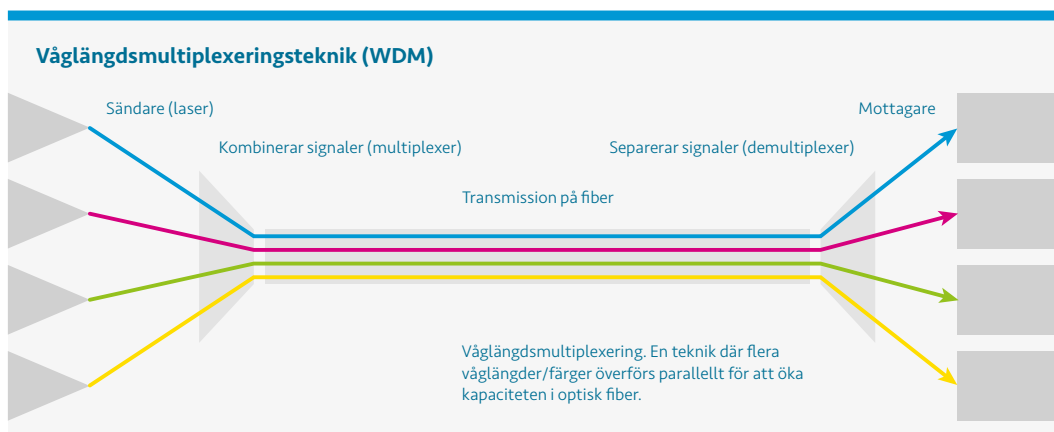 Våglängdsmultiplexeringsteknik (WDM)
Sändare (laser)
Mottagare
Kombinerar signaler (multiplexer)
Separerar signaler (demultiplexer)
Transmission på fiber
Våglängdsmultiplexering. En teknik där flera
våglängder/färger överförs parallellt för att öka
kapaciteten i optisk fiber.